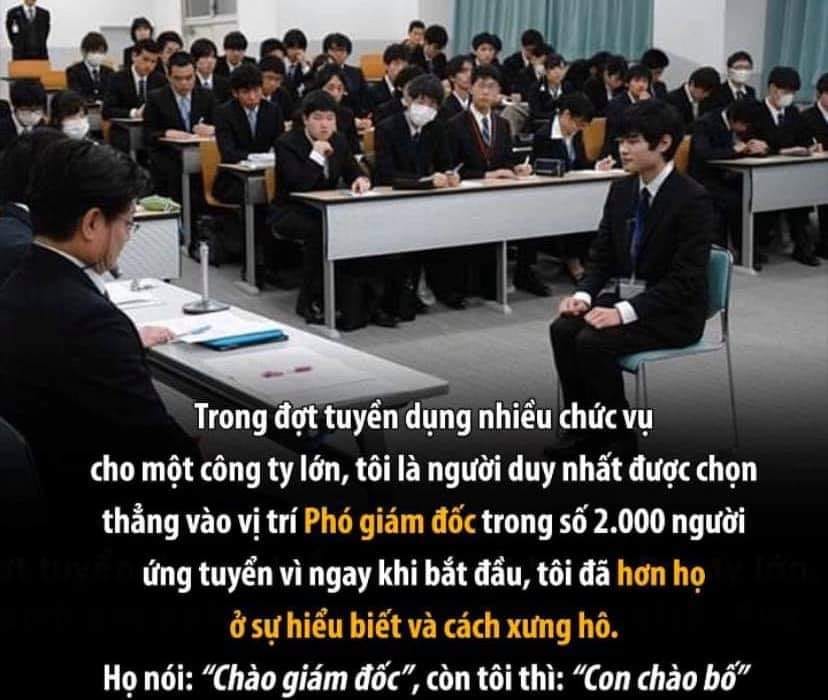 Trong đợt tuyển dụng nhiều chức vụ
cho một công ty lớn, tôi là người duy nhất được chọn
thẳng vào vị trí Phó giám đốc trong số 2.000 người
ứng tuyển vì ngay khi bắt đầu, tôi đã hơn họ
ở sự hiểu biết và cách xưng hô.
Họ nói: “Chào giám đốc”, còn tôi thì: “Con chào bố”